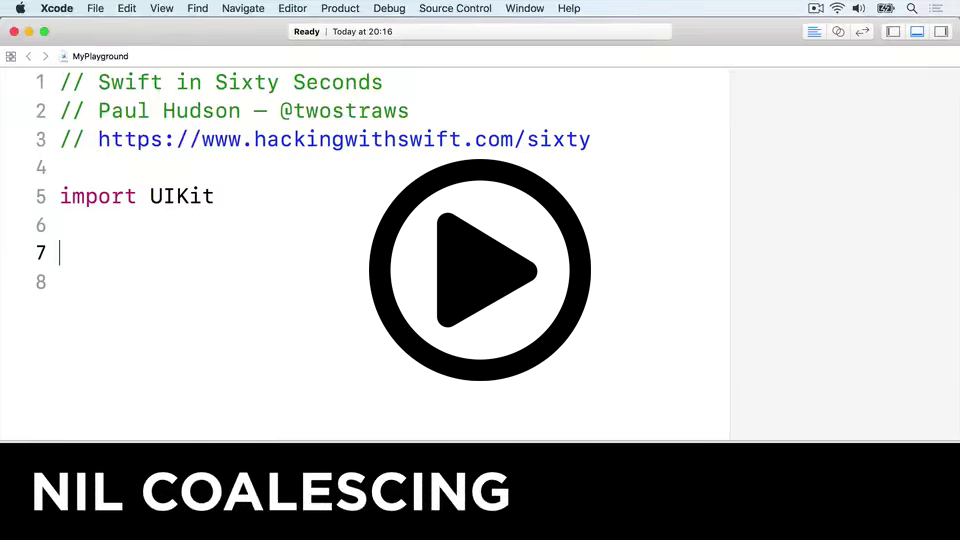 Xcode File Edit View Find Navigate Editor Product Debug Source Control Window Help
Ready | Today at 20:16
MyPlayground
1 // Swift in Sixty Seconds
2 // Paul Hudson — @twostraws
3 // https://www.hackingwithswift.com/sixty
4
5 import UIKit
6
7
8
NIL COALESCING